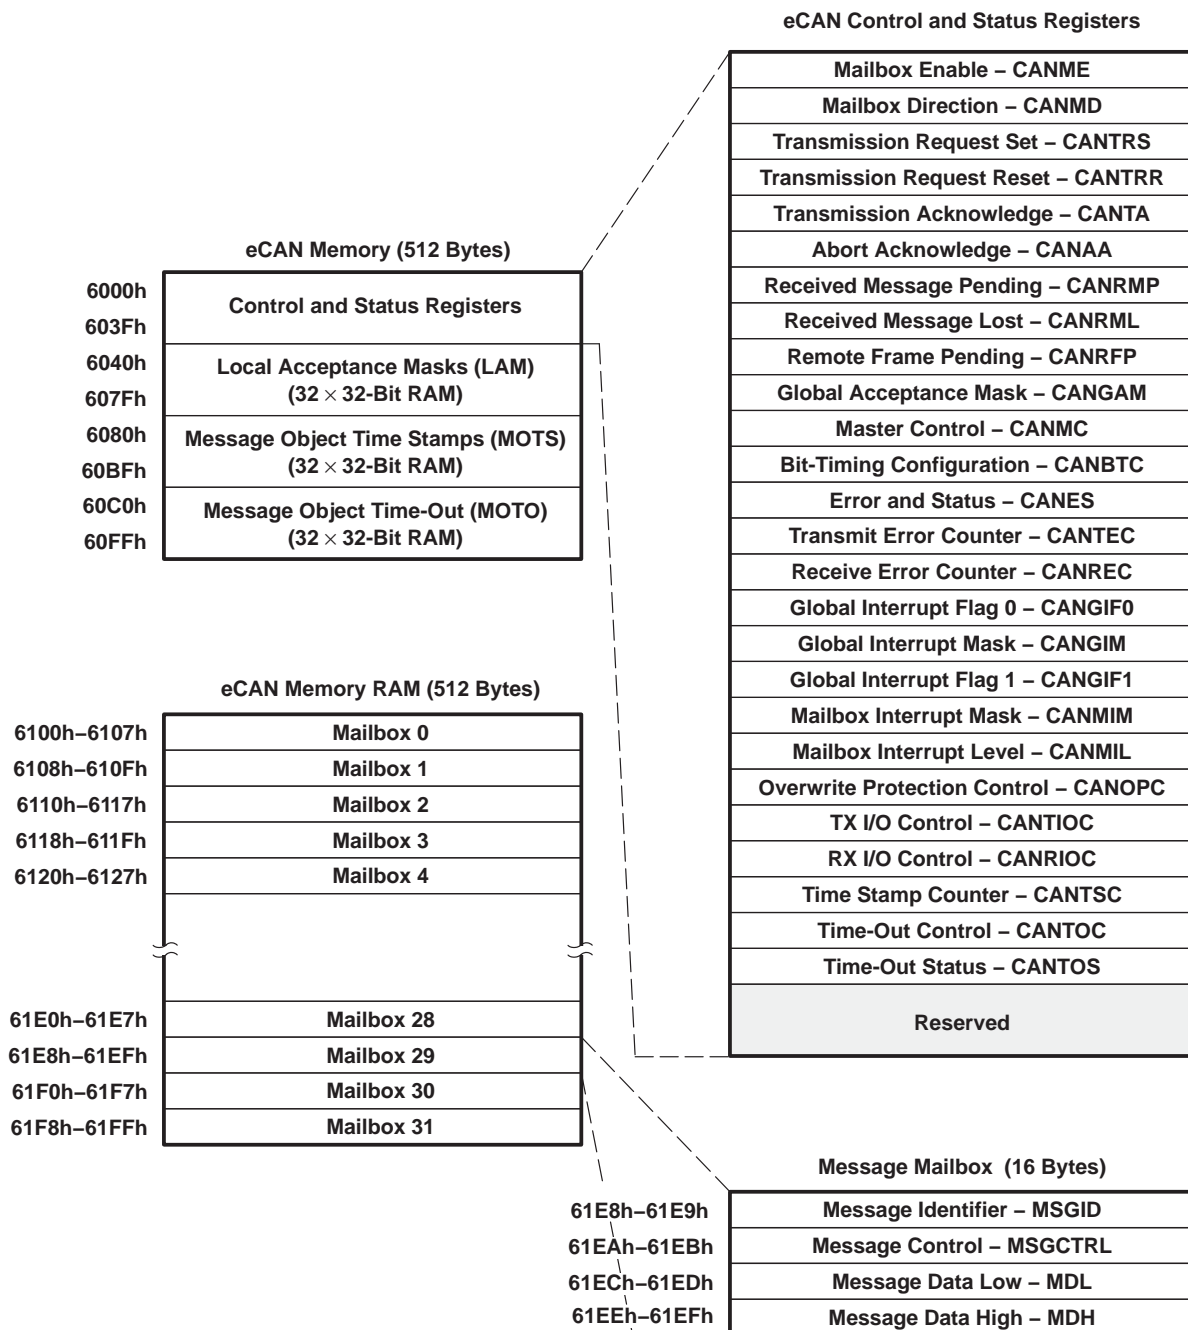 eCAN Control and Status Registers
Mailbox Enable – CANME
Mailbox Direction – CANMD
Transmission Request Set – CANTRS
Transmission Request Reset – CANTRR
Transmission Acknowledge – CANTA
Abort Acknowledge – CANAA
Received Message Pending – CANRMP
Received Message Lost – CANRML
Remote Frame Pending – CANRFP
Global Acceptance Mask – CANGAM
Master Control – CANMC
Bit-Timing Configuration – CANBTC
Error and Status – CANES
Transmit Error Counter – CANTEC
Receive Error Counter – CANREC
Global Interrupt Flag 0 – CANGIF0
Global Interrupt Mask – CANGIM
Global Interrupt Flag 1 – CANGIF1
Mailbox Interrupt Mask – CANMIM
Mailbox Interrupt Level – CANMIL
Overwrite Protection Control – CANOPC
TX I/O Control – CANTIOC
RX I/O Control – CANRIOC
Time Stamp Counter – CANTSC
Time-Out Control – CANTOC
Time-Out Status – CANTOS
Reserved
eCAN Memory (512 Bytes)
6000h
Control and Status Registers
603Fh
6040h
Local Acceptance Masks (LAM)
(32 × 32-Bit RAM)
607Fh
6080h
Message Object Time Stamps (MOTS)
(32 × 32-Bit RAM)
60BFh
60C0h
Message Object Time-Out (MOTO)
(32 × 32-Bit RAM)
60FFh
eCAN Memory RAM (512 Bytes)
6100h–6107h Mailbox 0
6108h–610Fh Mailbox 1
6110h–6117h Mailbox 2
6118h–611Fh Mailbox 3
6120h–6127h Mailbox 4
61E0h–61E7h Mailbox 28
61E8h–61EFh Mailbox 29
61F0h–61F7h Mailbox 30
61F8h–61FFh Mailbox 31
Message Mailbox (16 Bytes)
61E8h–61E9h Message Identifier – MSGID
61EAh–61EBh Message Control – MSGCTRL
61ECh–61EDh Message Data Low – MDL
61EEh–61EFh Message Data High – MDH